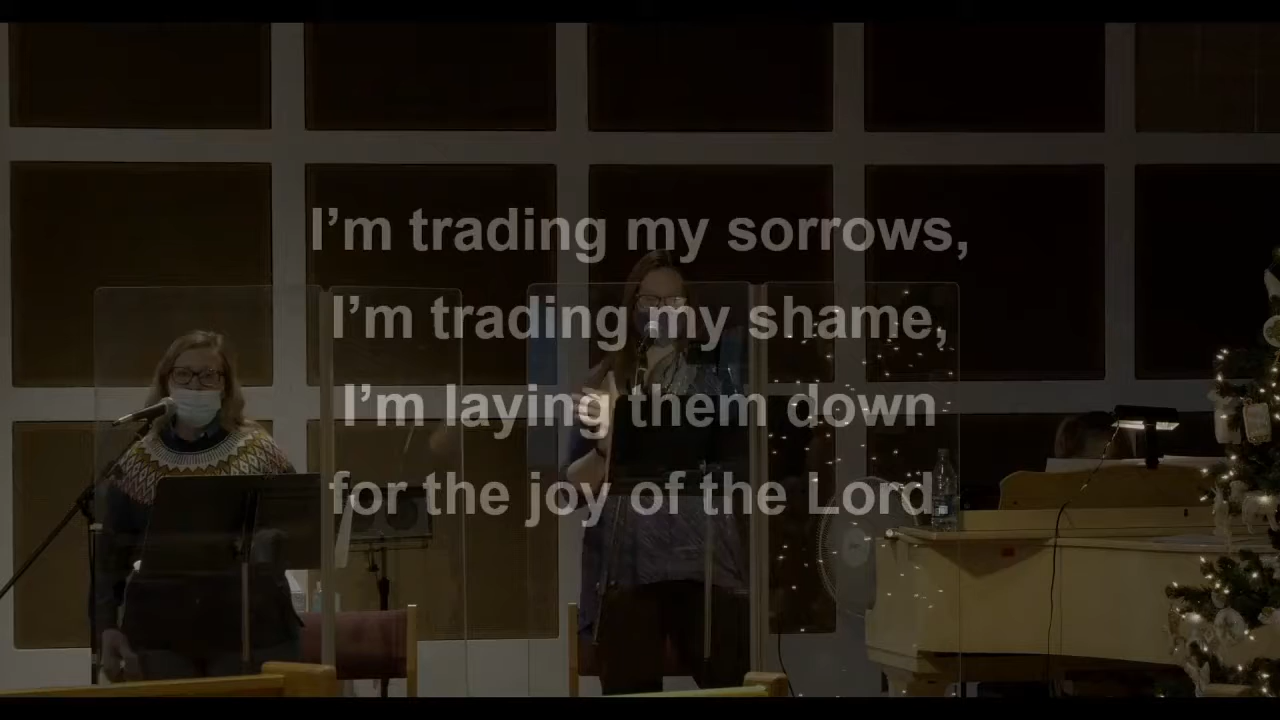 I'm trading my sorrows,
I'm trading my shame,
I'm laying them down
for the joy of the Lord